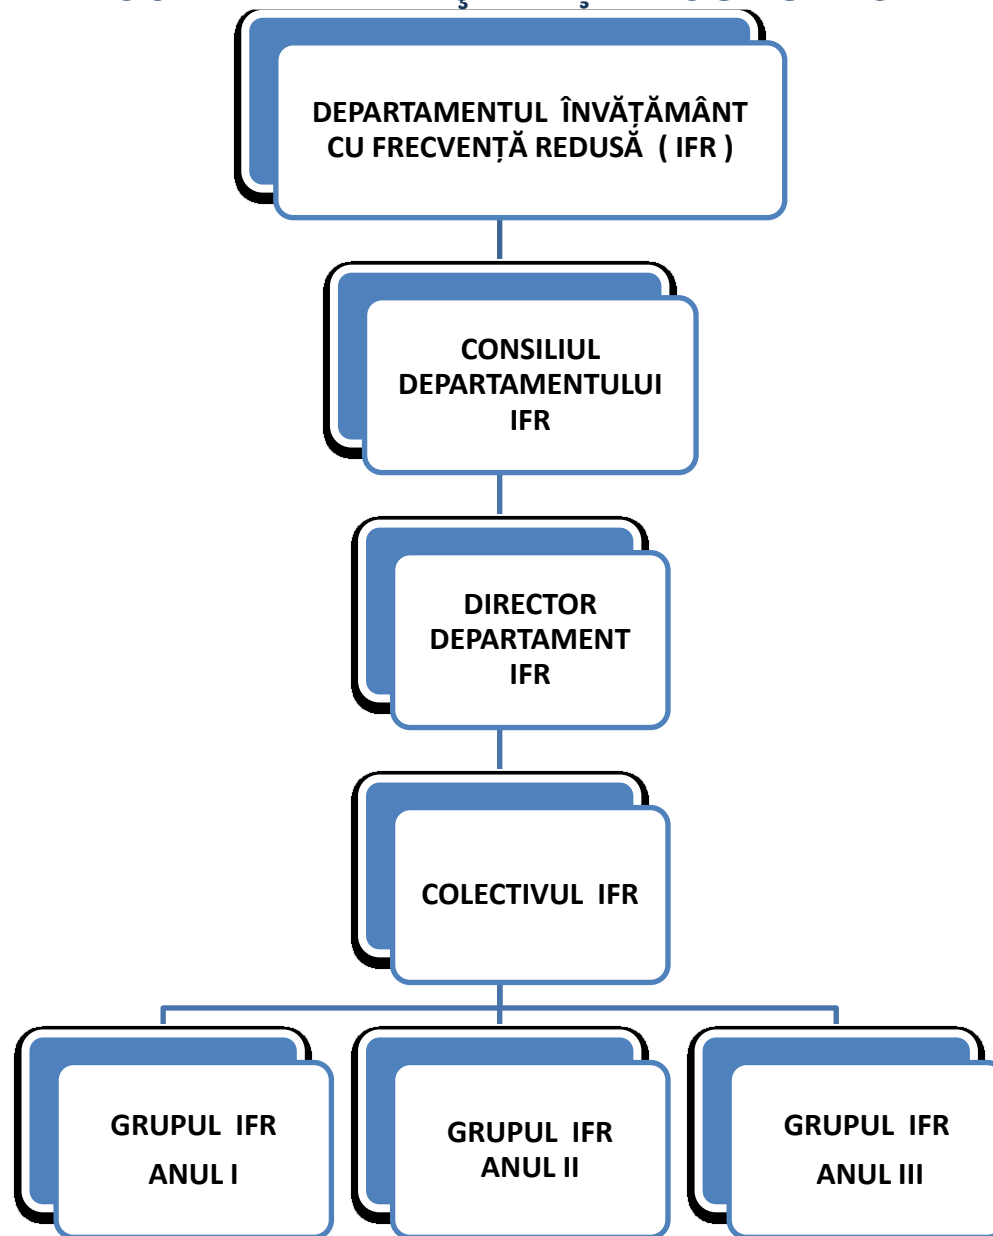 DEPARTAMENTUL ÎNVĂȚĂMÂNT
CU FRECVENȚĂ REDUSĂ ( IFR )
CONSILIUL
DEPARTAMENTULUI
IFR
DIRECTOR
DEPARTAMENT
IFR
COLECTIVUL IFR
GRUPUL IFR
ANUL I
GRUPUL IFR
ANUL II
GRUPUL IFR
ANUL III